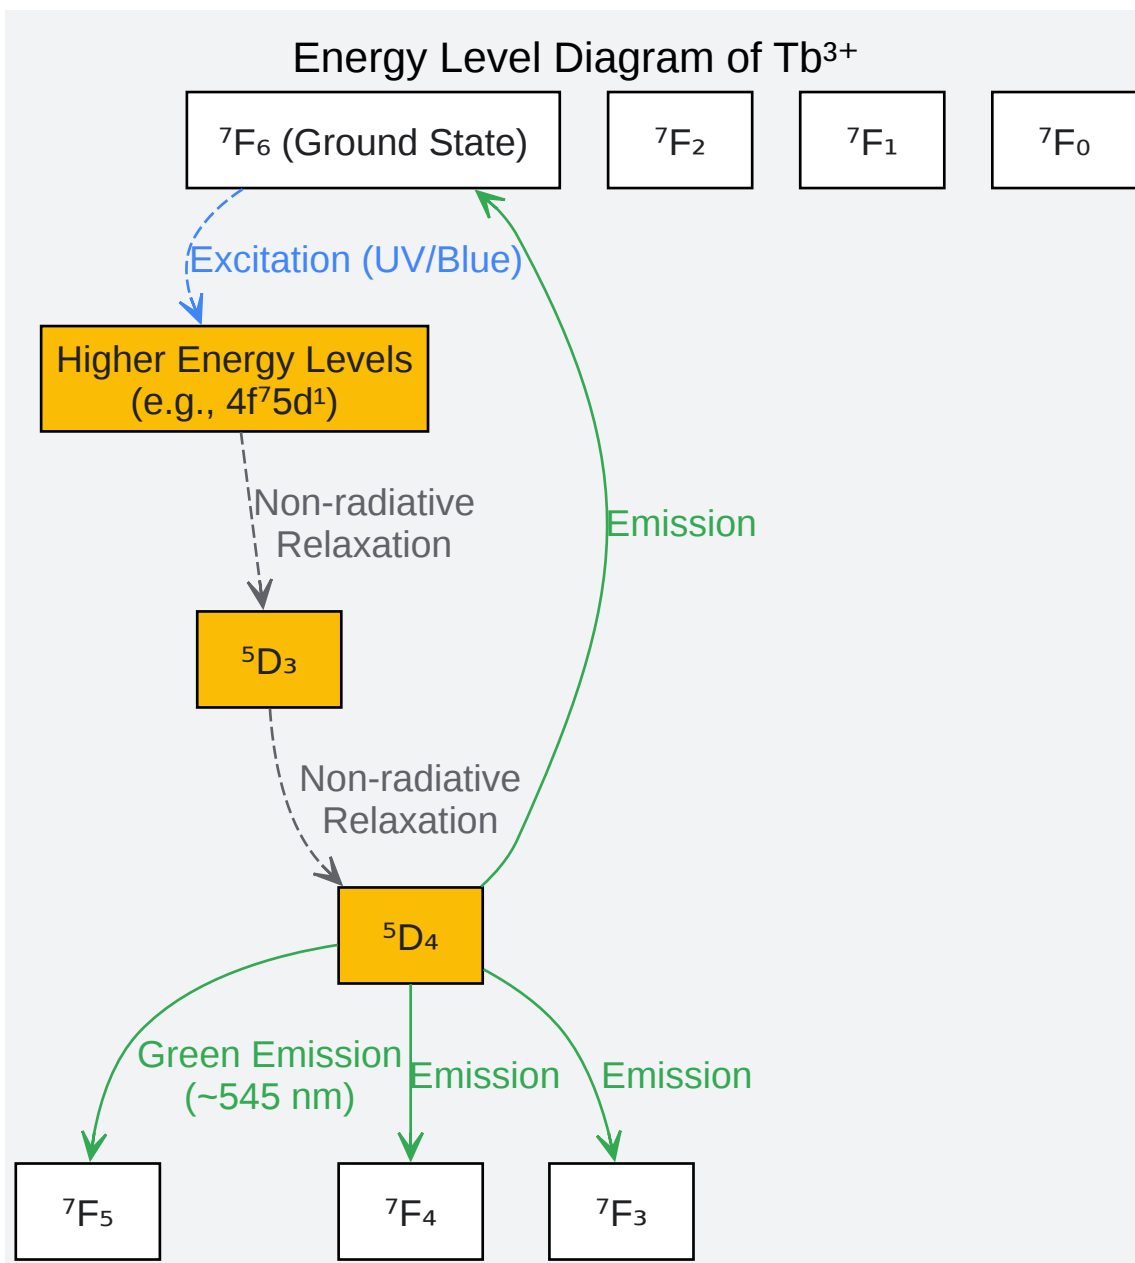 Energy Level Diagram of Tb³⁺
⁷F₆ (Ground State)
⁷F₂
⁷F₁
⁷F₀
Excitation (UV/Blue)
Higher Energy Levels
(e.g., 4f⁷5d¹)
Non-radiative
Relaxation
Emission
⁵D₃
Non-radiative
Relaxation
⁵D₄
Green Emission
(~545 nm)
Emission
Emission
⁷F₅
⁷F₄
⁷F₃